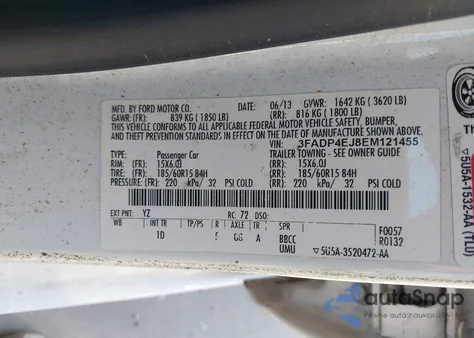 MFD. BY FORD MOTOR CO. DATE: 06/13 GVWR: 1642 KG ( 3620 LB)
GAWR: (FR): 839 KG ( 1850 LB) RR: 816 KG ( 1800 LB)
THIS VEHICLE CONFORMS TO ALL APPLICABLE FEDERAL MOTOR VEHICLE SAFETY, BUMPER,
AND THEFT PREVENTION STANDARDS IN EFFECT ON THE DATE OF MANUFACTURE SHOWN ABOVE.
VIN: 3FADP4EJ8EM121455
TYPE: Passenger Car TRAILER TOWING - SEE OWNER GUIDE
RIM: (FR): 15X6.0J (RR): 15X6.0J
TIRE: (FR): 185/60R15 84H (RR): 185/60R15 84H
PRESSURE: (FR): 220 kPa/ 32 PSI COLD (RR): 220 kPa/ 32 PSI COLD
EXT PNT: YZ RC: 72 DSO:
WB INT TR TP/PS R AXLE TR SPR F0057
1D GG A BBCC R0132
UMU 5U5A-3520472-AA
5U5A-1532-AA (TLU)
autoSnap
Pewne auta z USA